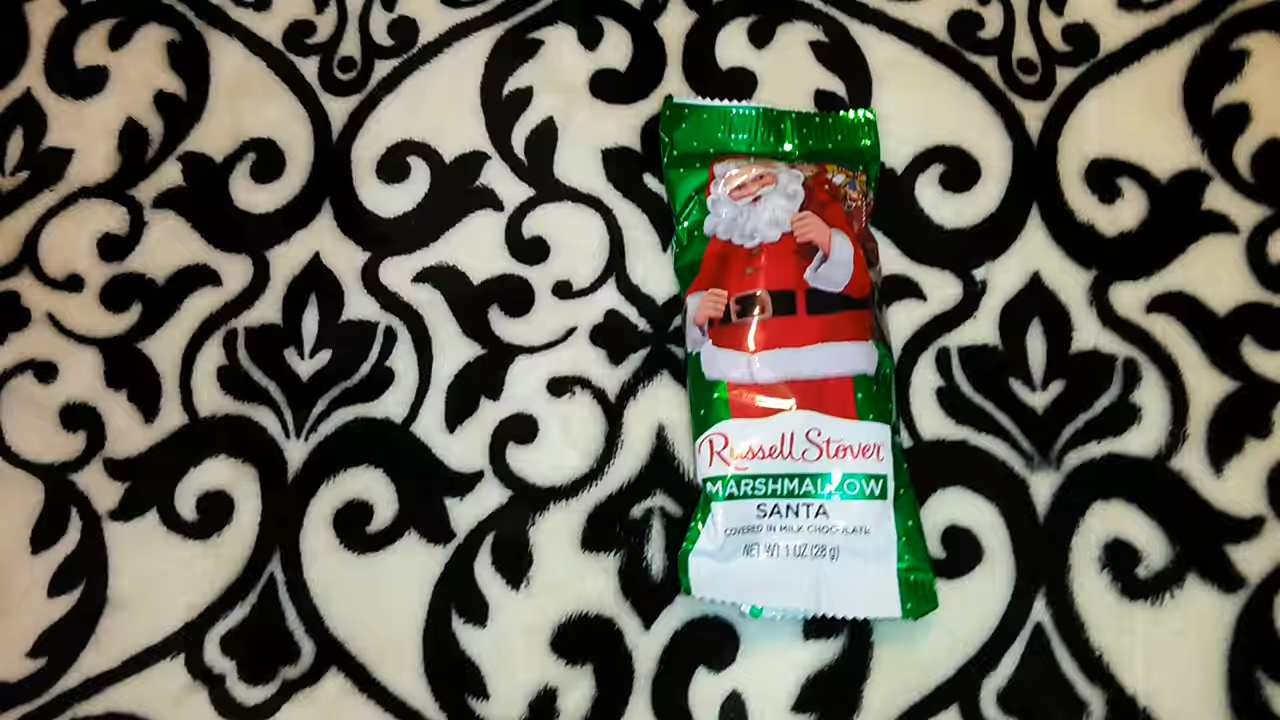 Russell Stover
MARSHMALLOW
SANTA
COVERED IN MILK CHOCOLATE
NET WT 1 OZ (28 g)